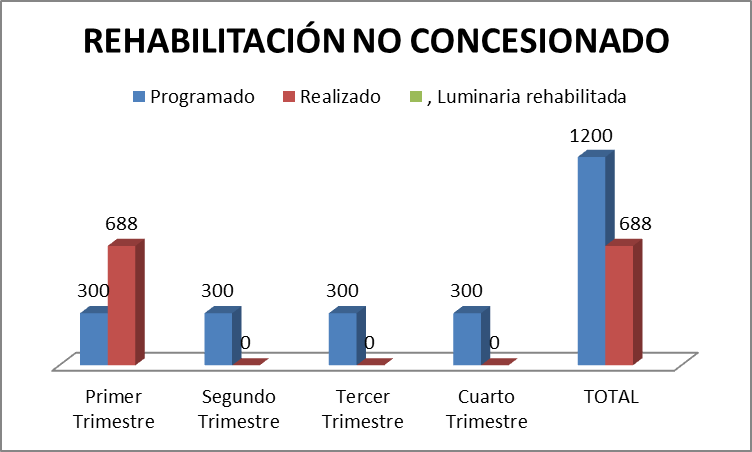 REHABILITACIÓN NO CONCESIONADO
Programado Realizado , Luminaria rehabilitada
1200
688 688
300 300 300 300
0 0 0
Primer Segundo Tercer Cuarto TOTAL
Trimestre Trimestre Trimestre Trimestre